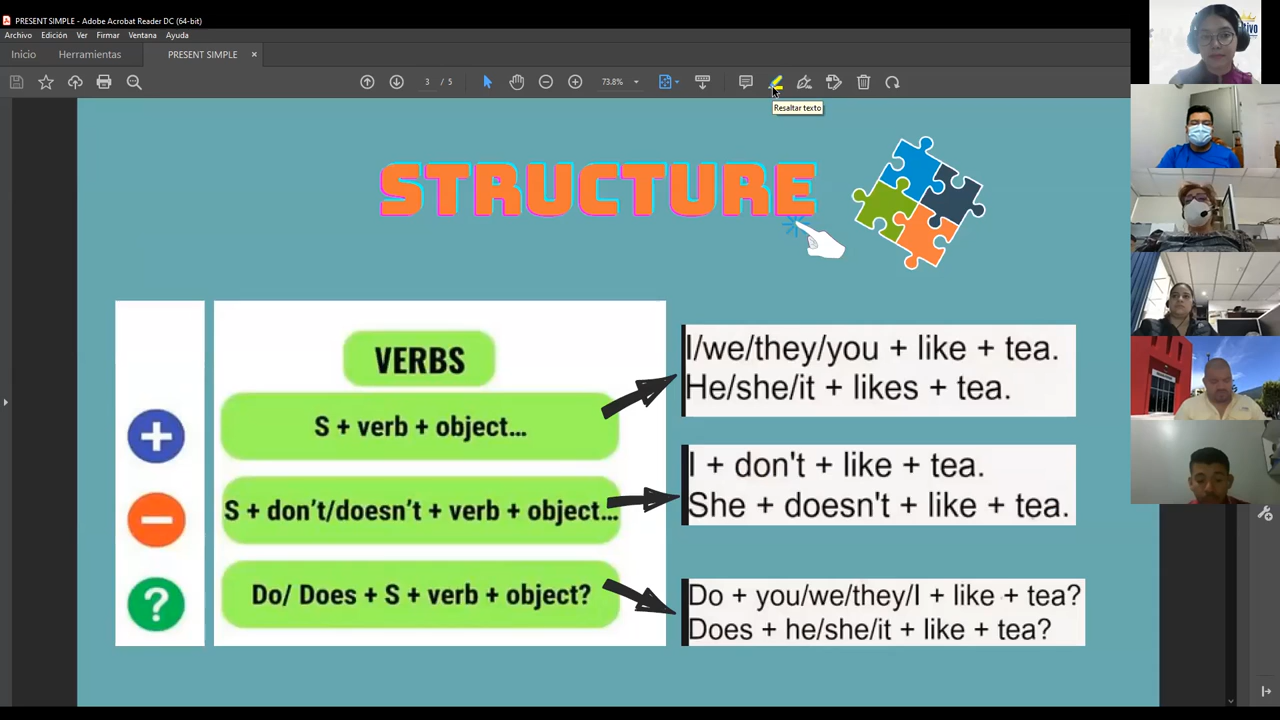 PRESENT SIMPLE - Adobe Acrobat Reader DC (64-bit)
Archivo Edición Ver Firmar Ventana Ayuda
Inicio Herramientas PRESENT SIMPLE ×
3 / 5 73.8%
Resaltar texto
STRUCTURE
VERBS
S + verb + object...
S + don't/doesn't + verb + object...
Do/ Does + S + verb + object?
I/we/they/you + like + tea.
He/she/it + likes + tea.
I + don't + like + tea.
She + doesn't + like + tea.
Do + you/we/they/I + like + tea?
Does + he/she/it + like + tea?